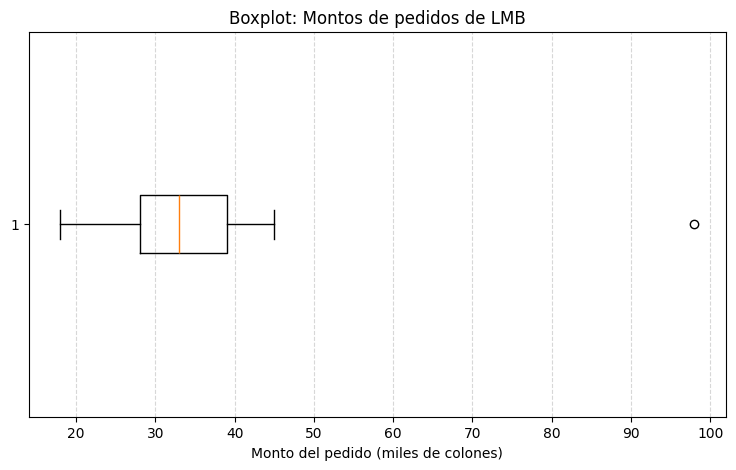 Boxplot: Montos de pedidos de LMB
1
20 30 40 50 60 70 80 90 100
Monto del pedido (miles de colones)